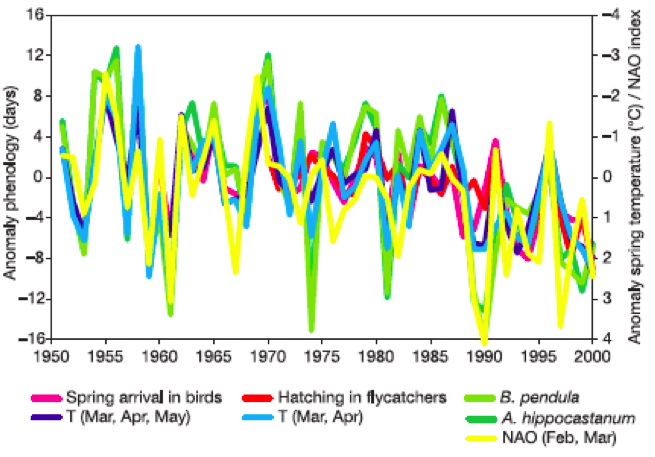 16 −4
12 −3
8 −2
4 −1
0 0
−4 1
−8 2
−12 3
−16 4
Anomaly phenology (days)
Anomaly spring temperature (°C) / NAO index
1950 1955 1960 1965 1970 1975 1980 1985 1990 1995 2000
Spring arrival in birds Hatching in flycatchers B. pendula
T (Mar, Apr, May) T (Mar, Apr) A. hippocastanum
NAO (Feb, Mar)